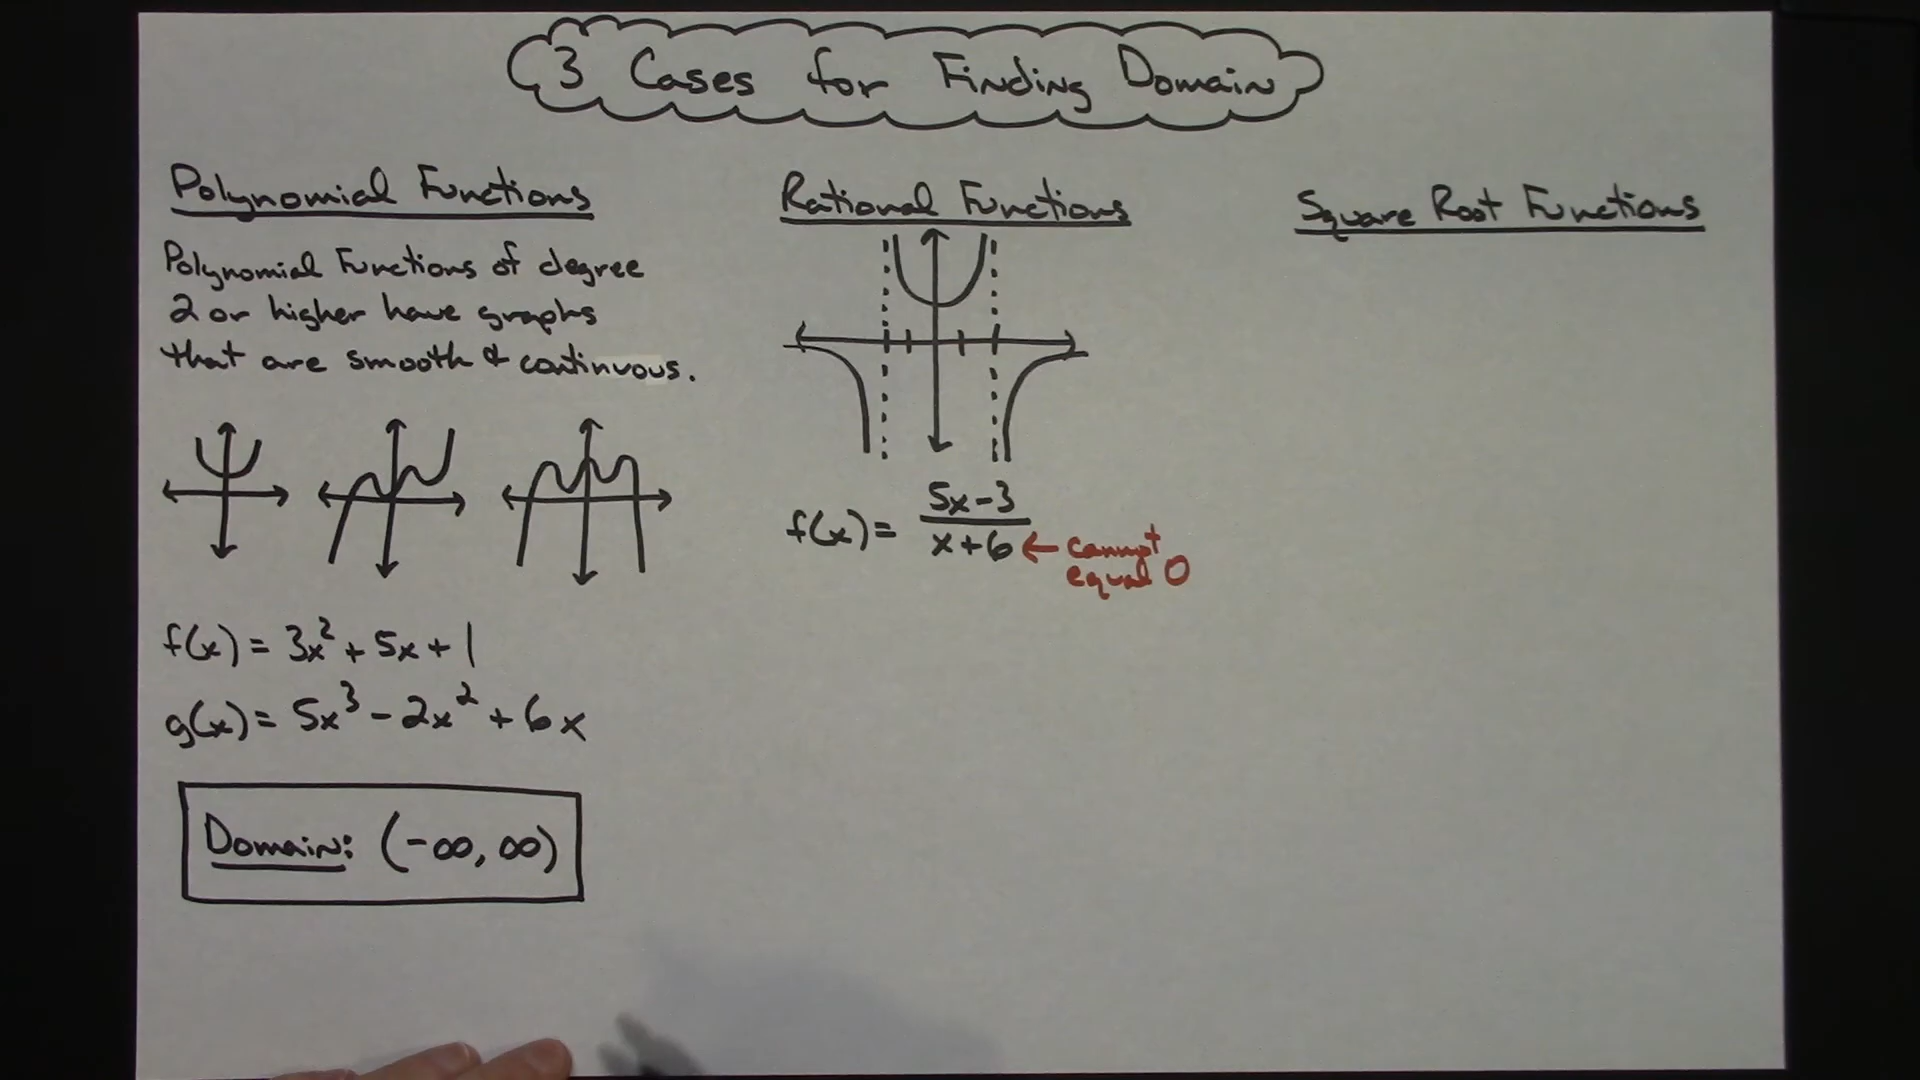 3 Cases for Finding Domain
Polynomial Functions
Polynomial Functions of degree
2 or higher have graphs
that are smooth & continuous.
f(x) = 3x² + 5x + 1
g(x) = 5x³ - 2x² + 6x
Domain: (-∞, ∞)
Rational Functions
f(x) = (5x-3)/(x+6) ← cannot
equal 0
Square Root Functions